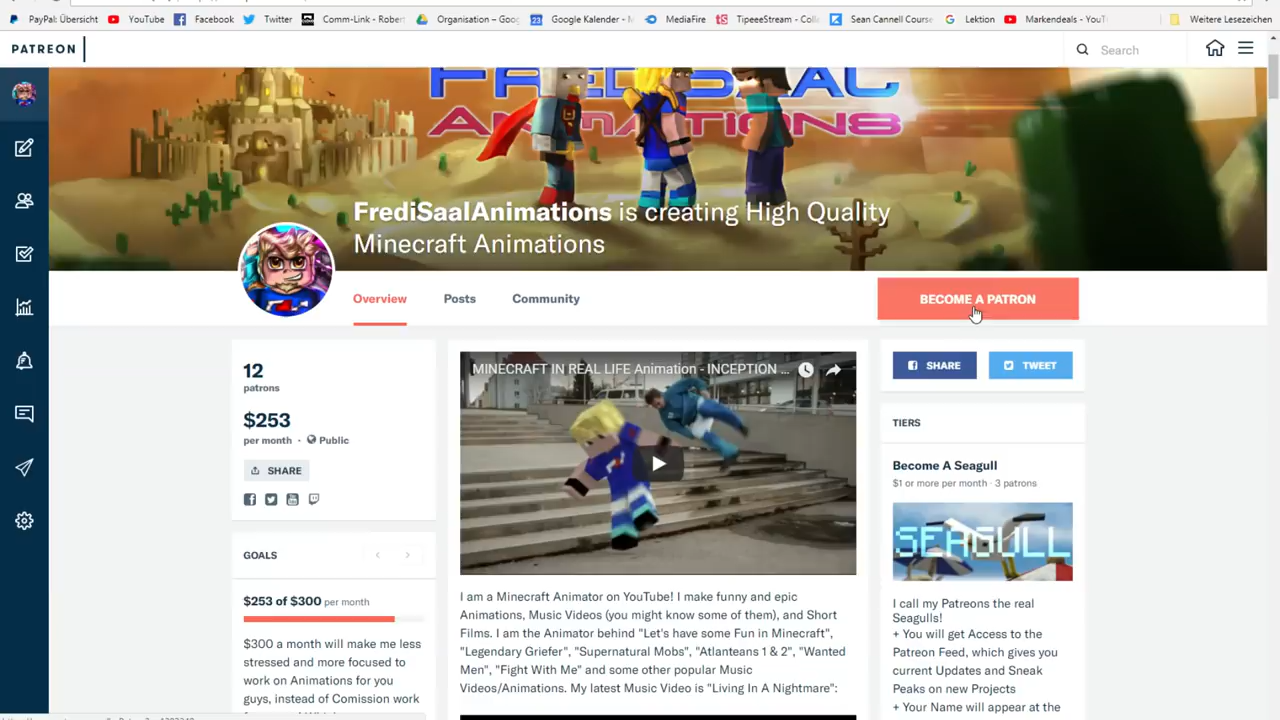 PayPal: Übersicht YouTube Facebook Twitter Comm-Link - Robert Organisation – Goog Google Kalender - M MediaFire TipeeeStream - Coll Sean Cannell Course Lektion Markendeals - YouT Weitere Lesezeichen
PATREON Search
FREDISAAL
ANIMATIONS
FrediSaalAnimations is creating High Quality
Minecraft Animations
Overview Posts Community BECOME A PATRON
12
patrons
$253
per month · Public
SHARE
GOALS
$253 of $300 per month
$300 a month will make me less
stressed and more focused to
work on Animations for you
guys, instead of Comission work
MINECRAFT IN REAL LIFE Animation - INCEPTION ...
I am a Minecraft Animator on YouTube! I make funny and epic
Animations, Music Videos (you might know some of them), and Short
Films. I am the Animator behind "Let's have some Fun in Minecraft",
"Legendary Griefer", "Supernatural Mobs", "Atlanteans 1 & 2", "Wanted
Men", "Fight With Me" and some other popular Music
Videos/Animations. My latest Music Video is "Living In A Nightmare":
SHARE TWEET
TIERS
Become A Seagull
$1 or more per month · 3 patrons
SEAGULL
I call my Patreons the real
Seagulls!
+ You will get Access to the
Patreon Feed, which gives you
current Updates and Sneak
Peaks on new Projects
+ Your Name will appear at the